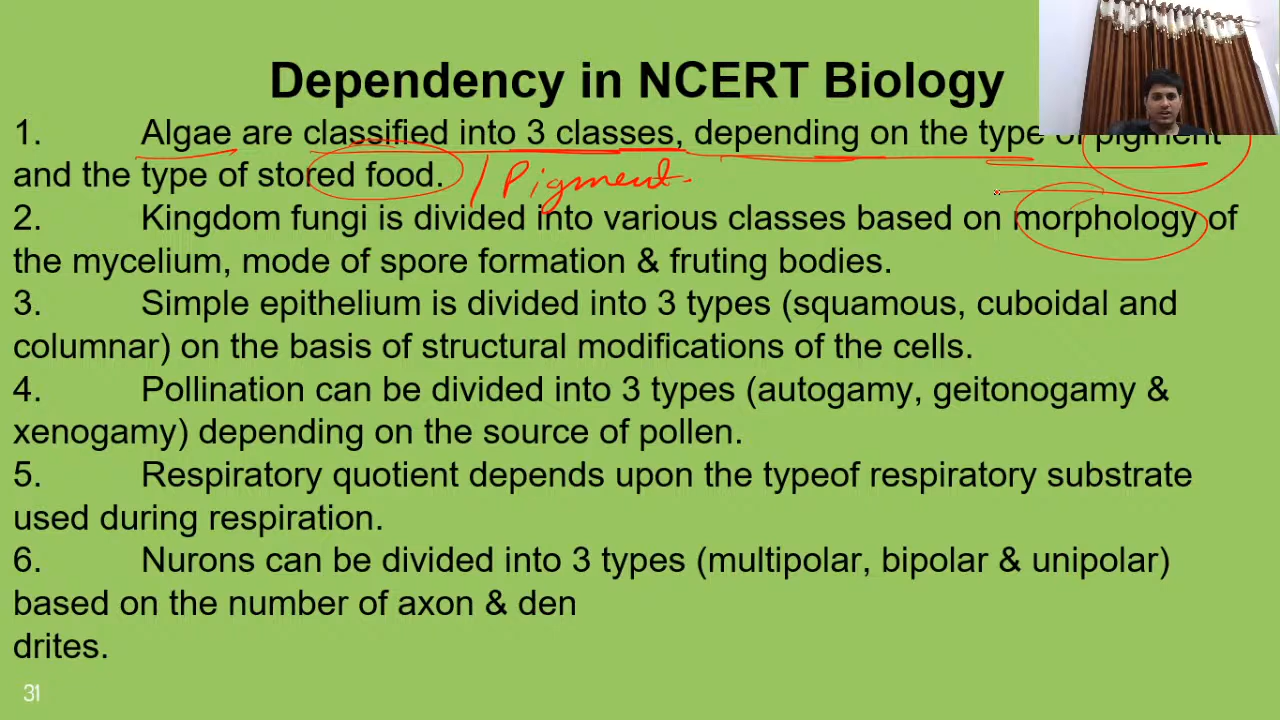 Dependency in NCERT Biology
1. Algae are classified into 3 classes, depending on the type of pigment
and the type of stored food. / Pigment.
2. Kingdom fungi is divided into various classes based on morphology of
the mycelium, mode of spore formation & fruting bodies.
3. Simple epithelium is divided into 3 types (squamous, cuboidal and
columnar) on the basis of structural modifications of the cells.
4. Pollination can be divided into 3 types (autogamy, geitonogamy &
xenogamy) depending on the source of pollen.
5. Respiratory quotient depends upon the typeof respiratory substrate
used during respiration.
6. Nurons can be divided into 3 types (multipolar, bipolar & unipolar)
based on the number of axon & den
drites.
31